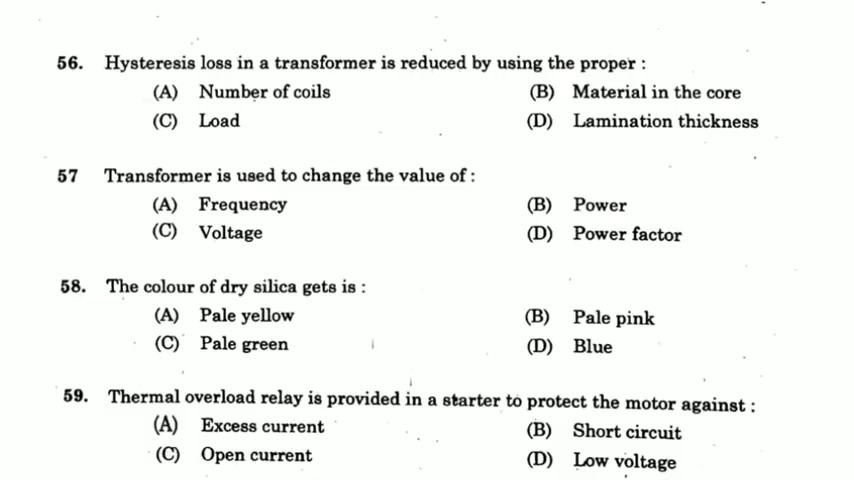 56. Hysteresis loss in a transformer is reduced by using the proper :
(A) Number of coils (B) Material in the core
(C) Load (D) Lamination thickness
57 Transformer is used to change the value of :
(A) Frequency (B) Power
(C) Voltage (D) Power factor
58. The colour of dry silica gets is :
(A) Pale yellow (B) Pale pink
(C) Pale green (D) Blue
59. Thermal overload relay is provided in a starter to protect the motor against :
(A) Excess current (B) Short circuit
(C) Open current (D) Low voltage